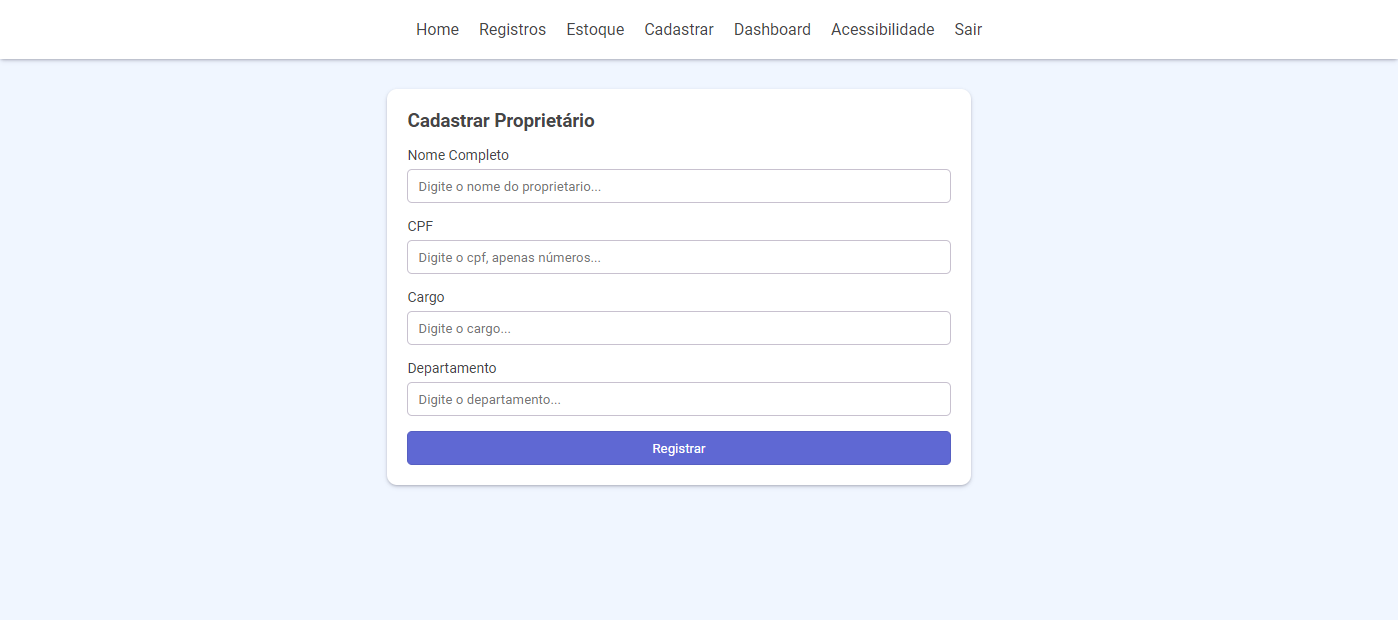 Home Registros Estoque Cadastrar Dashboard Acessibilidade Sair
Cadastrar Proprietário
Nome Completo
Digite o nome do proprietario...
CPF
Digite o cpf, apenas números...
Cargo
Digite o cargo...
Departamento
Digite o departamento...
Registrar